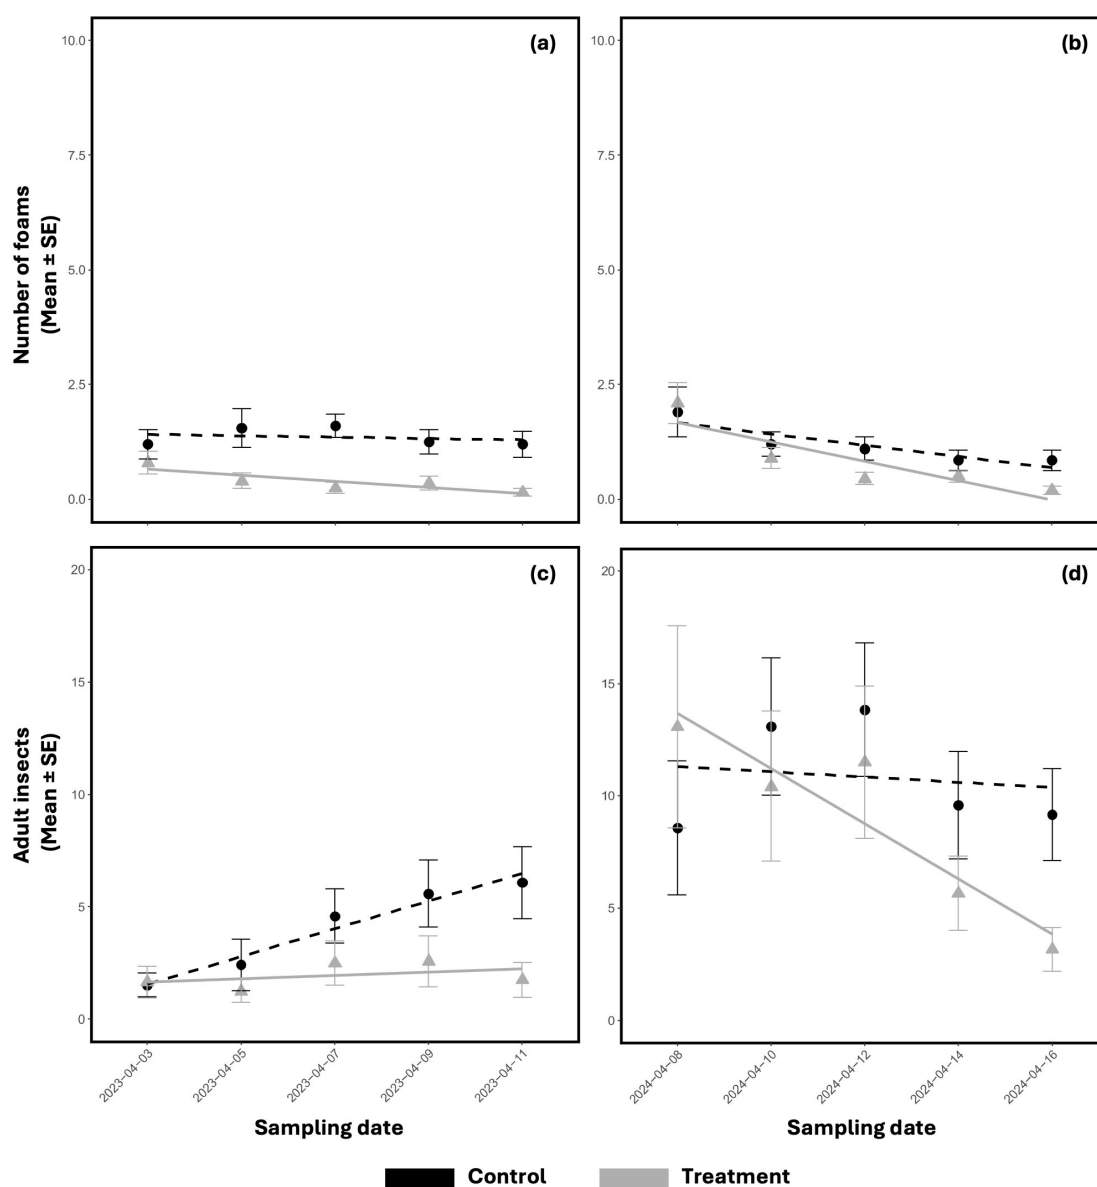 (a)
(b)
10.0
7.5
5.0
2.5
0.0
10.0
7.5
5.0
2.5
0.0
Number of foams
(Mean ± SE)
(c)
(d)
20
15
10
5
0
20
15
10
5
0
Adult insects
(Mean ± SE)
2023–04–03
2023–04–05
2023–04–07
2023–04–09
2023–04–11
2024–04–08
2024–04–10
2024–04–12
2024–04–14
2024–04–16
Sampling date
Sampling date
Control
Treatment